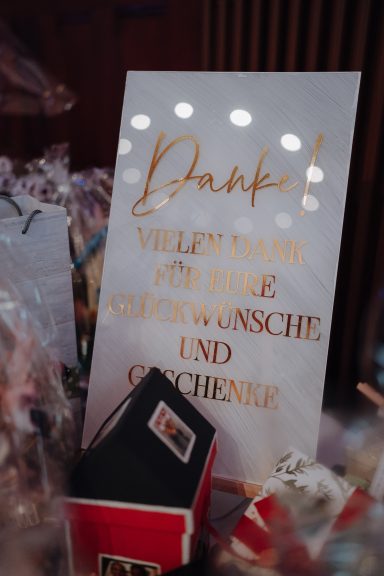 Danke!
VIELEN DANK
FÜR EURE
GLÜCKWÜNSCHE
UND
GESCHENKE